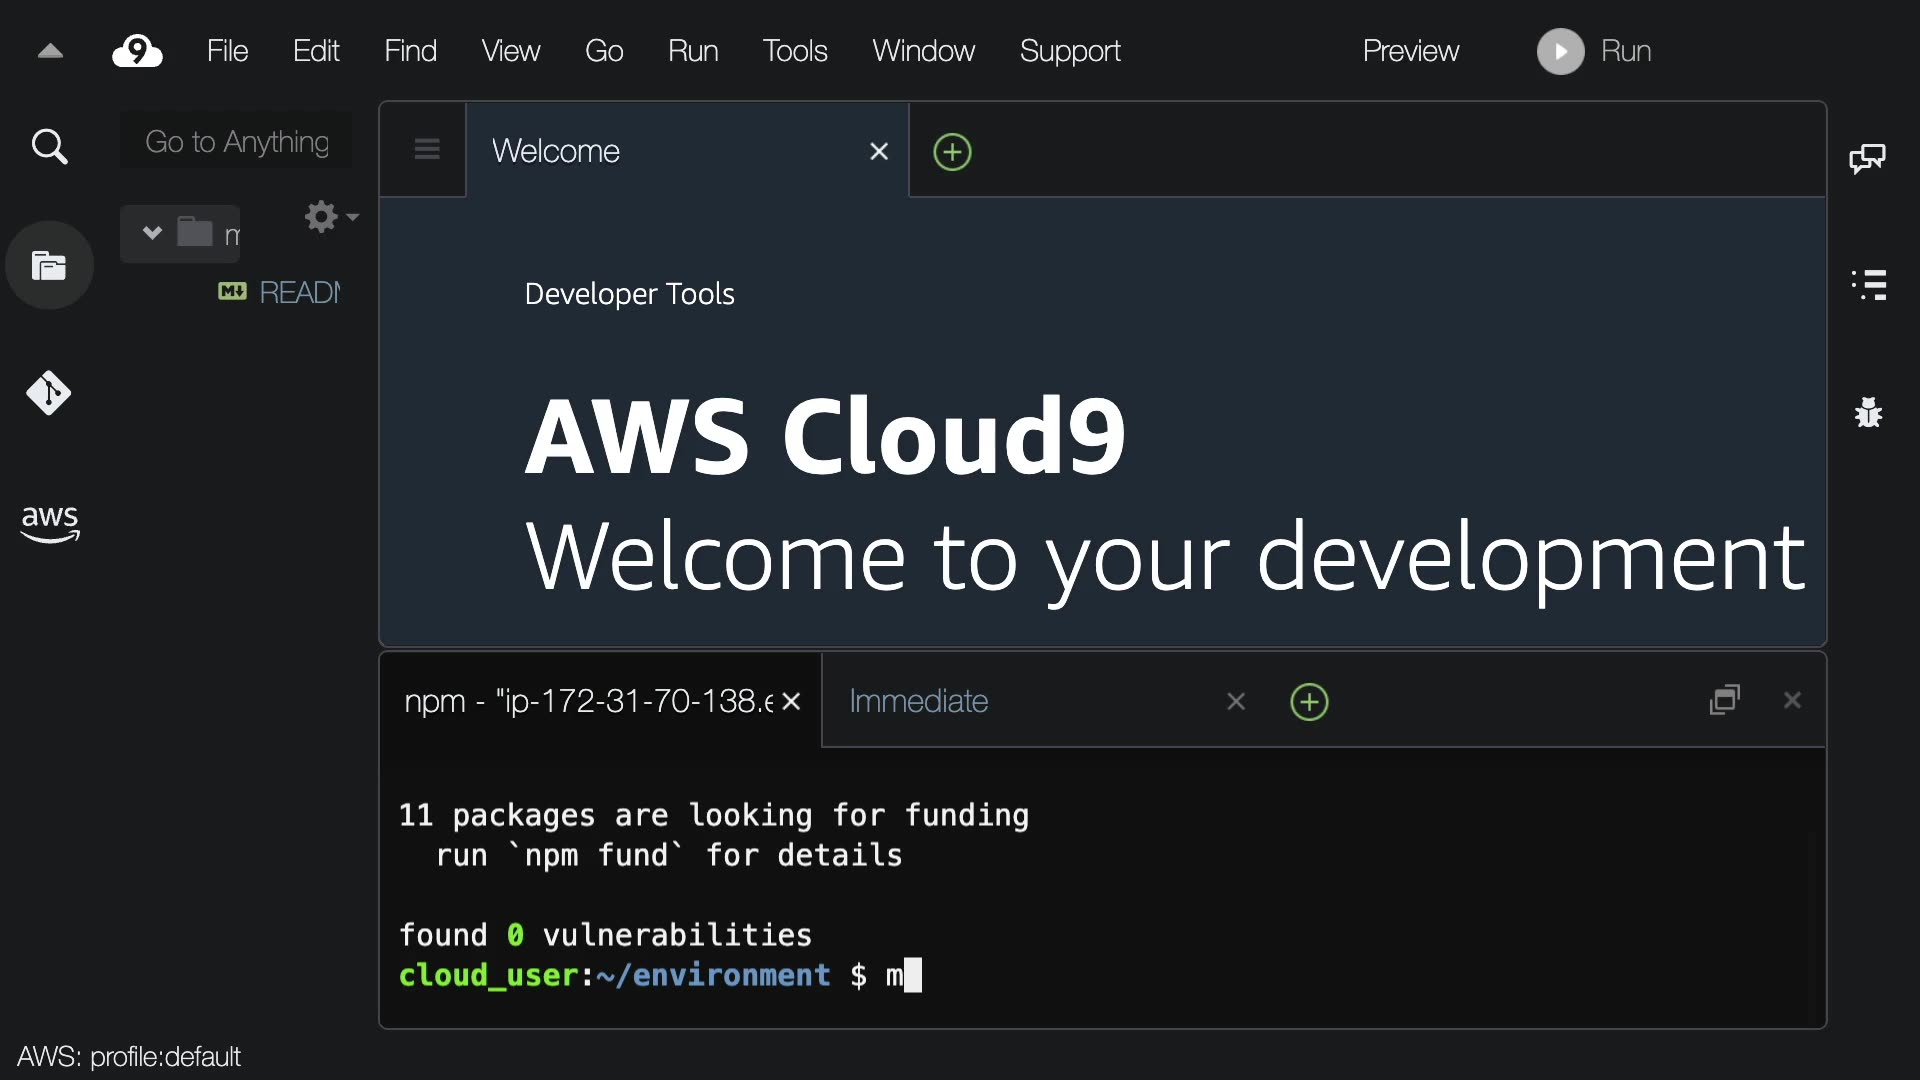 9 File Edit Find View Go Run Tools Window Support Preview Run
Go to Anything
Welcome
m
M↓ READM
Developer Tools
AWS Cloud9
Welcome to your development
aws
npm - "ip-172-31-70-138.e
Immediate
11 packages are looking for funding
run `npm fund` for details
found 0 vulnerabilities
cloud_user:~/environment $ m
AWS: profile:default